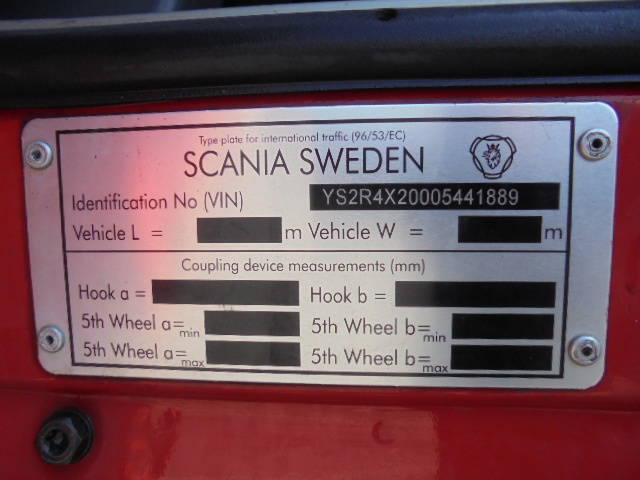 Type plate for international traffic (96/53/EC)
SCANIA SWEDEN
Identification No (VIN) YS2R4X20005441889
Vehicle L = m Vehicle W = m
Coupling device measurements (mm)
Hook a = Hook b =
5th Wheel a=min 5th Wheel b=min
5th Wheel a=max 5th Wheel b=max